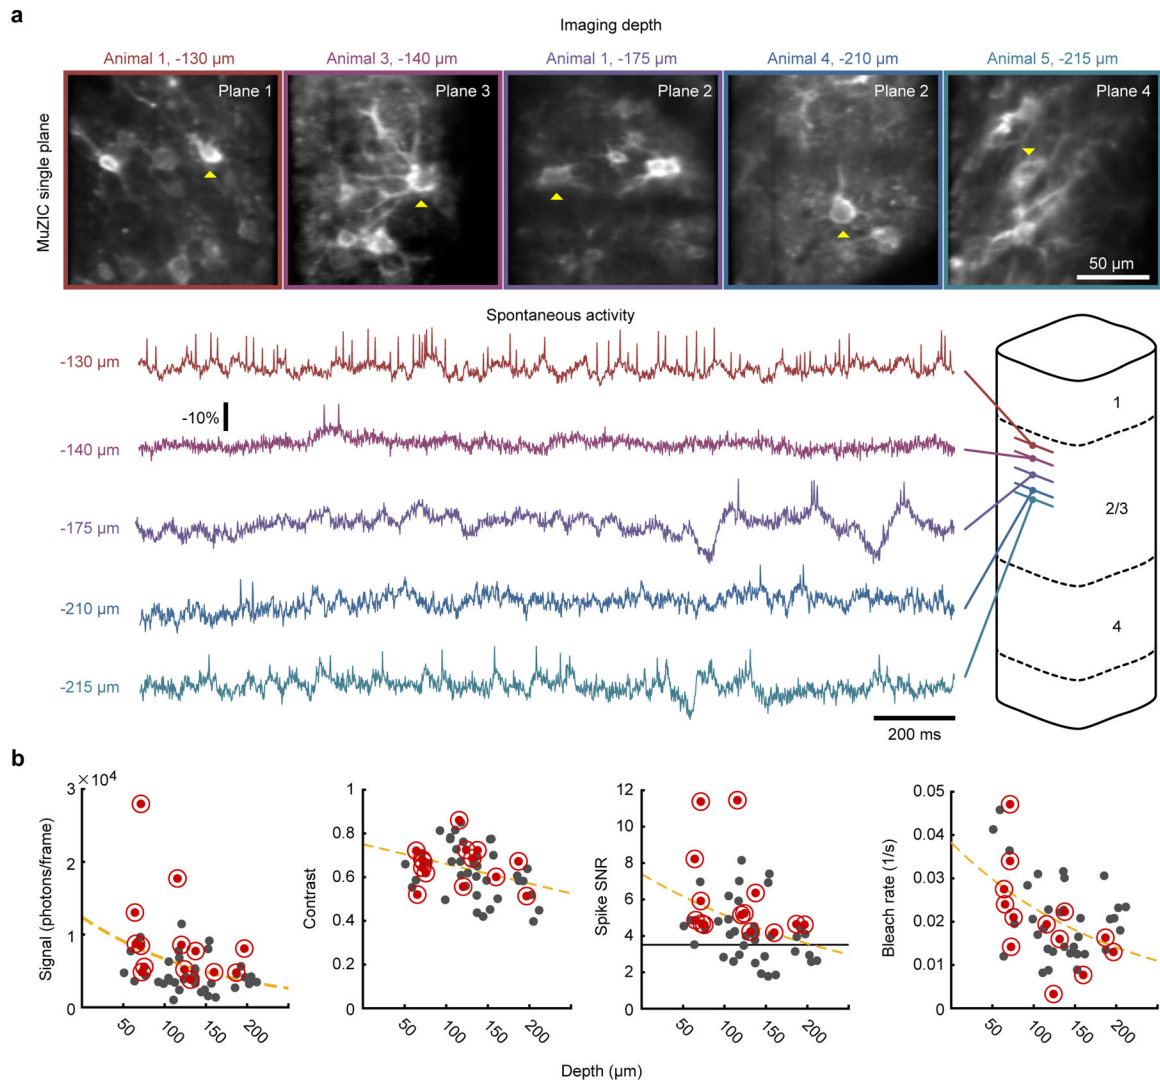 a
Imaging depth
Animal 1, -130 µm
Animal 3, -140 µm
Animal 1, -175 µm
Animal 4, -210 µm
Animal 5, -215 µm
MuZIC single plane
Plane 1
Plane 3
Plane 2
Plane 2
Plane 4
50 µm
Spontaneous activity
-130 µm
-10%
-140 µm
-175 µm
-210 µm
-215 µm
200 ms
1
2/3
4
b
Signal (photons/frame)
×10⁴
3
2
1
0
50
100
150
200
Contrast
1
0.8
0.6
0.4
0.2
0
50
100
150
200
Spike SNR
12
10
8
6
4
2
0
50
100
150
200
Bleach rate (1/s)
0.05
0.04
0.03
0.02
0.01
0
50
100
150
200
Depth (µm)